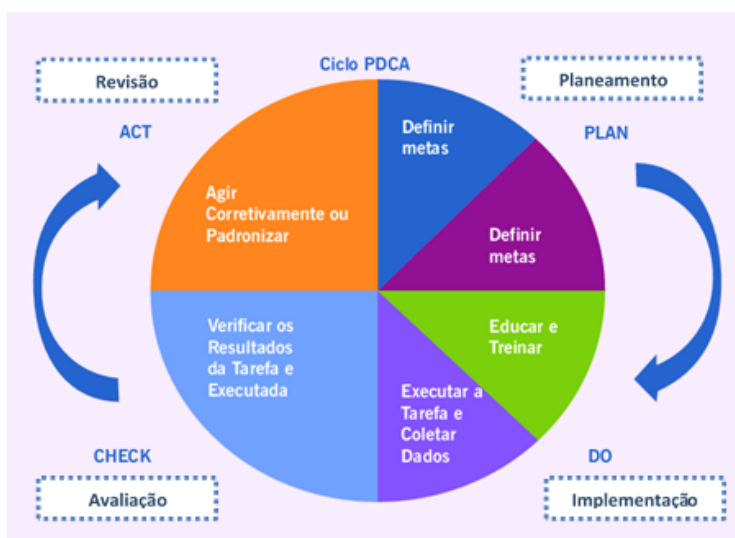 Ciclo PDCA
Revisão
ACT
Planeamento
PLAN
Definir
metas
Definir
metas
Agir
Corretivamente ou
Padronizar
Educar e
Treinar
Executar a
Tarefa e
Coletar
Dados
Verificar os
Resultados
da Tarefa e
Executada
CHECK
Avaliação
DO
Implementação